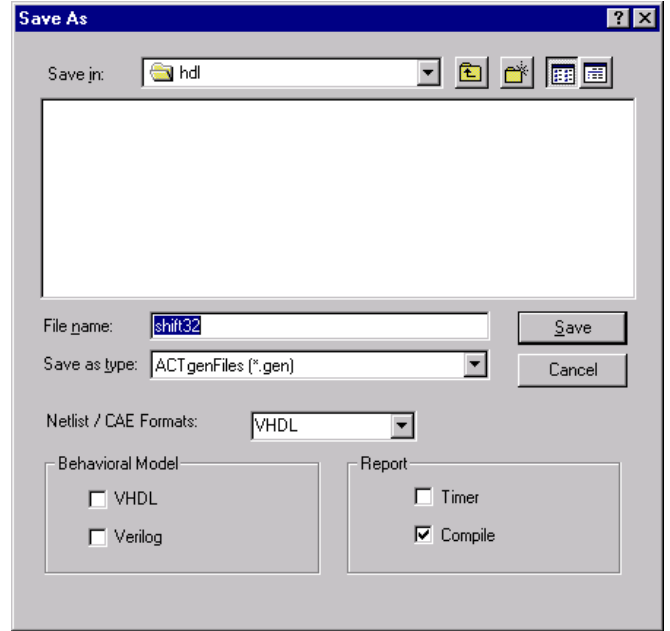 Save As
Save in: hdl
File name: shift32 Save
Save as type: ACTgenFiles (*.gen) Cancel
Netlist / CAE Formats: VHDL
Behavioral Model Report
VHDL Timer
Verilog Compile